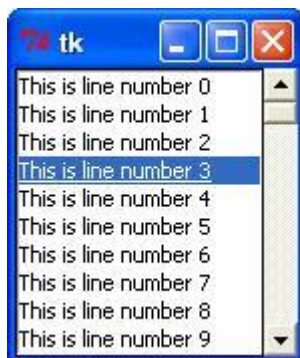 tk
This is line number 0
This is line number 1
This is line number 2
This is line number 3
This is line number 4
This is line number 5
This is line number 6
This is line number 7
This is line number 8
This is line number 9